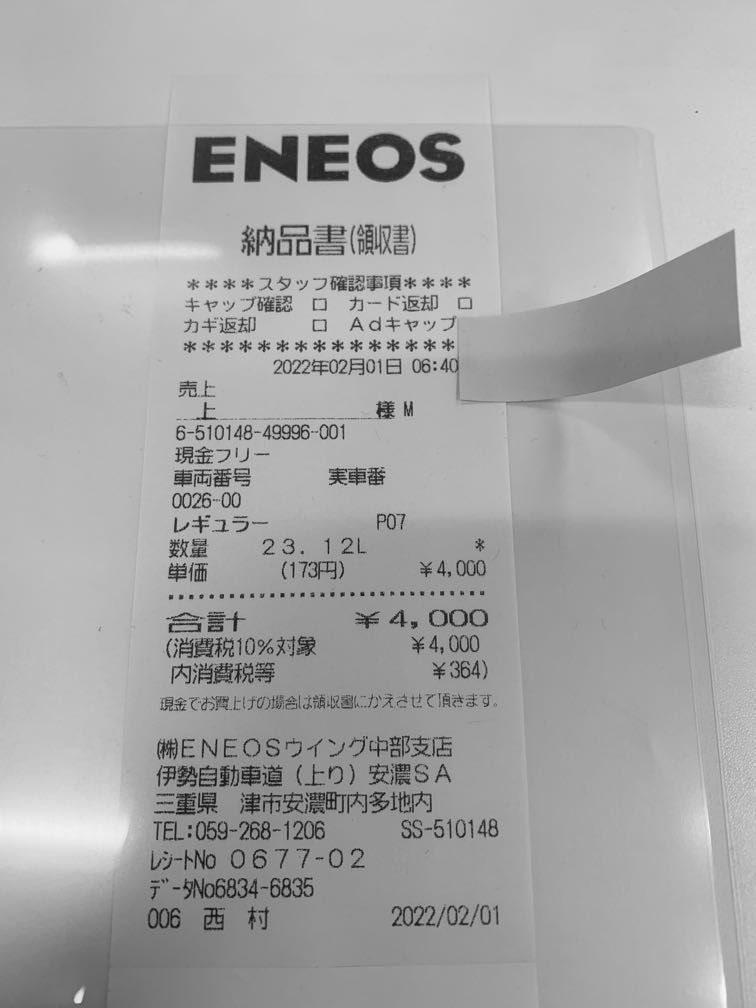 ENEOS
納品書(領収書)
****スタッフ確認事項****
キャップ確認 □ カード返却 □
カギ返却 □ Adキャップ
******************
2022年02月01日 06:40
売上
上 様 M
6-510148-49996-001
現金フリー
車両番号 実車番
0026-00
レギュラー P07
数量 23.12L *
単価 (173円) ¥4,000
合計 ¥4,000
(消費税10%対象 ¥4,000
内消費税等 ¥364)
現金でお買上げの場合は領収書にかえさせて頂きます。
㈱ENEOSウイング中部支店
伊勢自動車道(上り)安濃SA
三重県 津市安濃町内多地内
TEL:059-268-1206 SS-510148
レシートNo 0677-02
データNo6834-6835
006 西 村 2022/02/01